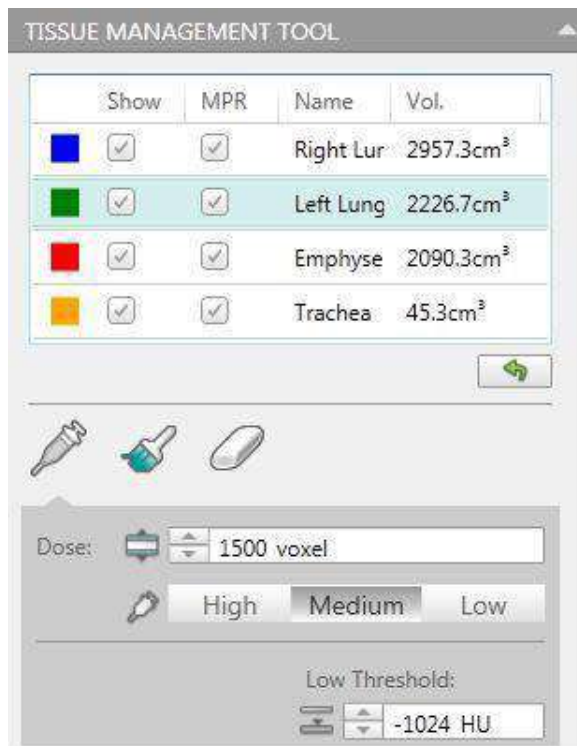 TISSUE MANAGEMENT TOOL
Show MPR Name Vol.
Right Lur 2957.3cm³
Left Lung 2226.7cm³
Emphyse 2090.3cm³
Trachea 45.3cm³
Dose: 1500 voxel
High Medium Low
Low Threshold:
-1024 HU